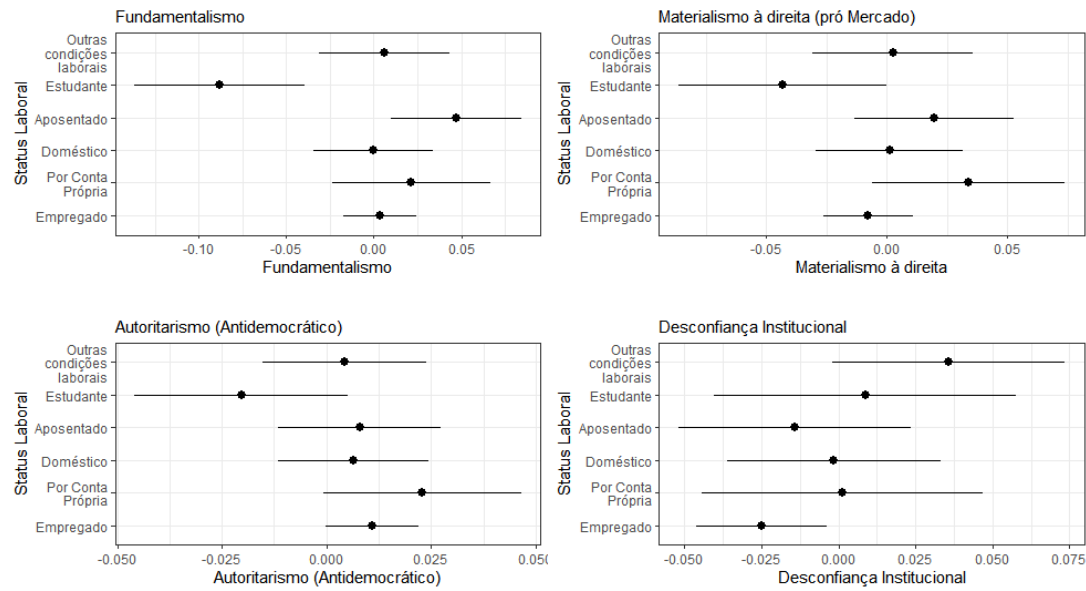 Fundamentalismo
Status Laboral
Outras
condições
laborais
Estudante
Aposentado
Doméstico
Por Conta
Própria
Empregado
-0.10 -0.05 0.00 0.05
Fundamentalismo
Materialismo à direita (pró Mercado)
Status Laboral
Outras
condições
laborais
Estudante
Aposentado
Doméstico
Por Conta
Própria
Empregado
-0.05 0.00 0.05
Materialismo à direita
Autoritarismo (Antidemocrático)
Status Laboral
Outras
condições
laborais
Estudante
Aposentado
Doméstico
Por Conta
Própria
Empregado
-0.050 -0.025 0.000 0.025 0.050
Autoritarismo (Antidemocrático)
Desconfiança Institucional
Status Laboral
Outras
condições
laborais
Estudante
Aposentado
Doméstico
Por Conta
Própria
Empregado
-0.050 -0.025 0.000 0.025 0.050 0.075
Desconfiança Institucional